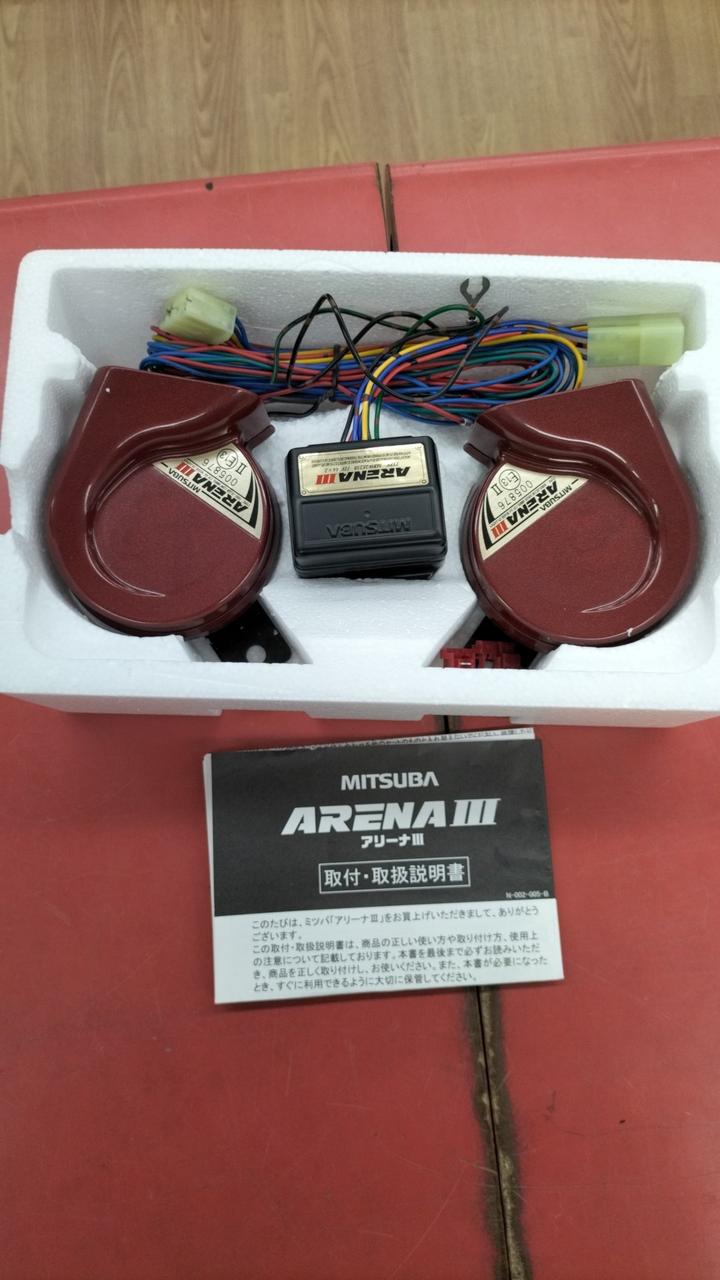 MITSUBA
ARENA III
005876
II E13
ARENA III
MITSUBA
MITSUBA
ARENA III
005876
E13 II
MITSUBA
ARENA III
アリーナIII
取付・取扱説明書
N-002-005-B
このたびは、ミツバ「アリーナIII」をお買上げいただきまして、ありがとう
ございます。
この取付・取扱説明書は、商品の正しい使い方や取り付け方、使用上
の注意について記載しております。本書を最後まで必ずお読みいただ
き、商品を正しく取り付けし、お使いください。また、本書が必要になった
とき、すぐに利用できるように大切に保管してください。